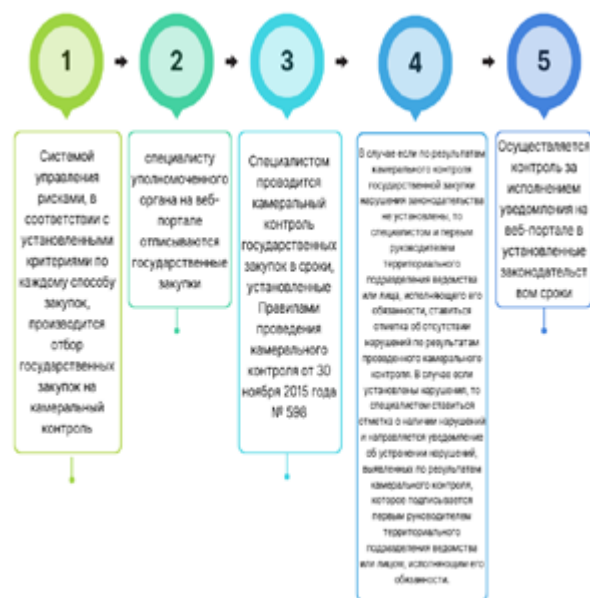 1
2
3
4
5
Системой
управления
рисками, в
соответствии с
установленными
критериями по
каждому способу
закупок,
производится
отбор
государственных
закупок на
камеральный
контроль
специалисту
уполномоченного
органа на веб-
портале
отписываются
государственные
закупки
Специалистом
проводится
камеральный
контроль
государственных
закупок в сроки,
установленные
Правилами
проведения
камерального
контроля от 30
ноября 2015 года
№ 598
В случае если по результатам
камерального контроля
государственной закупки
нарушения законодательства
не установлены, то
специалистом и первым
руководителем
территориального
подразделения ведомства
или лица, исполняющего его
обязанности, ставиться
отметка об отсутствии
нарушений по результатам
проведенного камерального
контроля. В случае если
установлены нарушения, то
специалистом ставиться
отметка о наличии нарушений
и направляется уведомление
об устранении нарушений,
выявленных по результатам
камерального контроля,
которое подписывается
первым руководителем
территориального
подразделения ведомства
или лицом, исполняющим его
обязанности.
Осуществляется
контроль за
исполнением
уведомления на
веб-портале в
установленные
законодательст
вом сроки